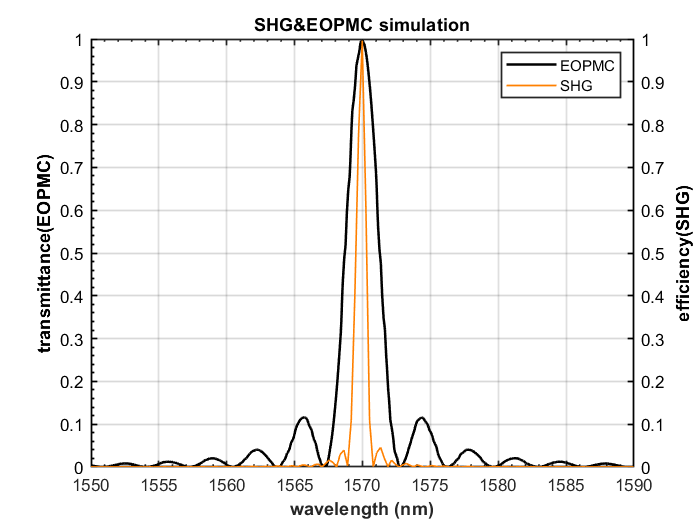 SHG&EOPMC simulation
1 1
0.9 0.9
0.8 0.8
0.7 0.7
0.6 0.6
0.5 0.5
0.4 0.4
0.3 0.3
0.2 0.2
0.1 0.1
0 0
EOPMC
SHG
transmittance(EOPMC)
efficiency(SHG)
1550 1555 1560 1565 1570 1575 1580 1585 1590
wavelength (nm)